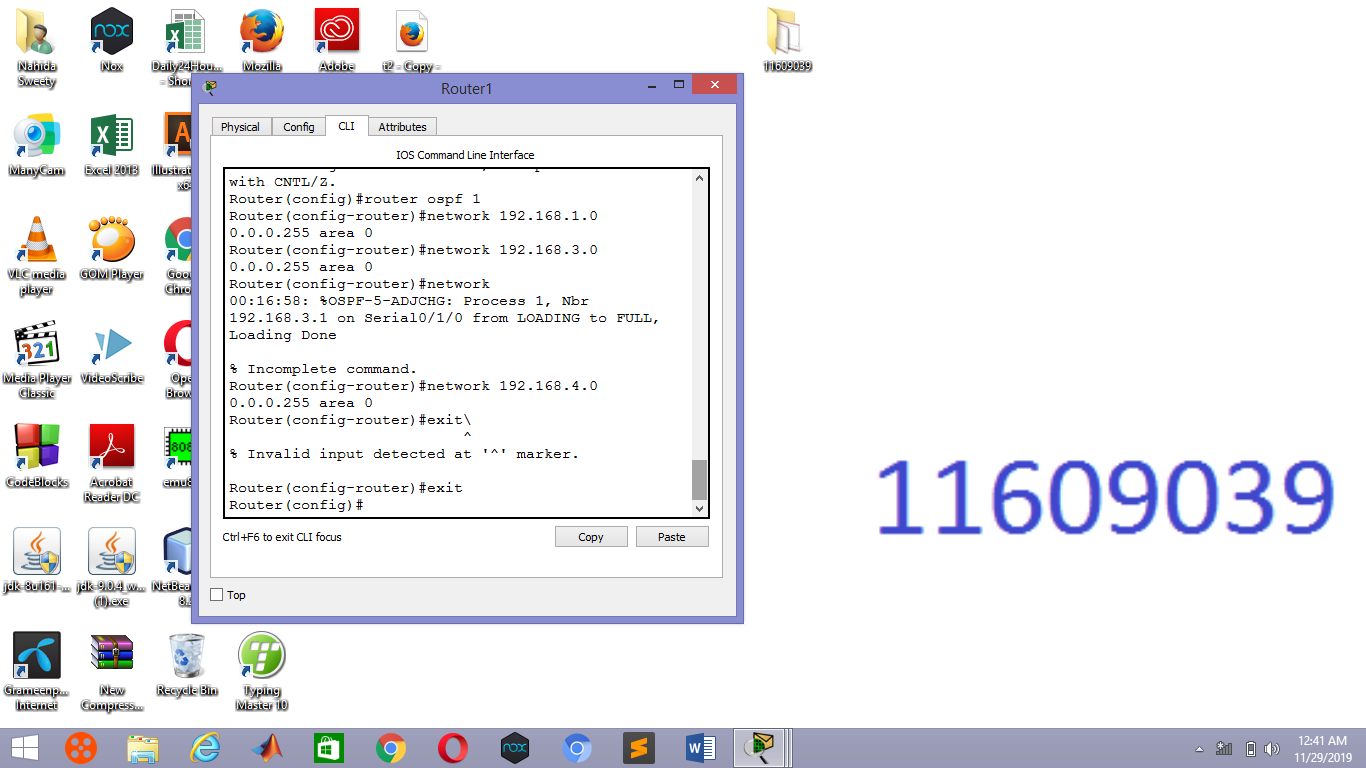 Nahida
Sweety
Nox
Daily24Hou...
- Shor
Mozilla
Adobe
t2 - Copy -
11609039
Router1
Physical
Config
CLI
Attributes
IOS Command Line Interface
with CNTL/Z.
Router(config)#router ospf 1
Router(config-router)#network 192.168.1.0
0.0.0.255 area 0
Router(config-router)#network 192.168.3.0
0.0.0.255 area 0
Router(config-router)#network
00:16:58: %OSPF-5-ADJCHG: Process 1, Nbr
192.168.3.1 on Serial0/1/0 from LOADING to FULL,
Loading Done
% Incomplete command.
Router(config-router)#network 192.168.4.0
0.0.0.255 area 0
Router(config-router)#exit\
^
% Invalid input detected at '^' marker.
Router(config-router)#exit
Router(config)#
Ctrl+F6 to exit CLI focus
Copy
Paste
Top
ManyCam
Excel 2013
Illustrat
x6
VLC media
player
GOM Player
Goo
Chro
Media Player
Classic
VideoScribe
Ope
Brow
CodeBlocks
Acrobat
Reader DC
808
emu8
jdk-8u161-...
jdk-9.0.4_w...
(1).exe
NetBea
8.
Grameenp...
Internet
New
Compress...
Recycle Bin
Typing
Master 10
11609039
12:41 AM
11/29/2019